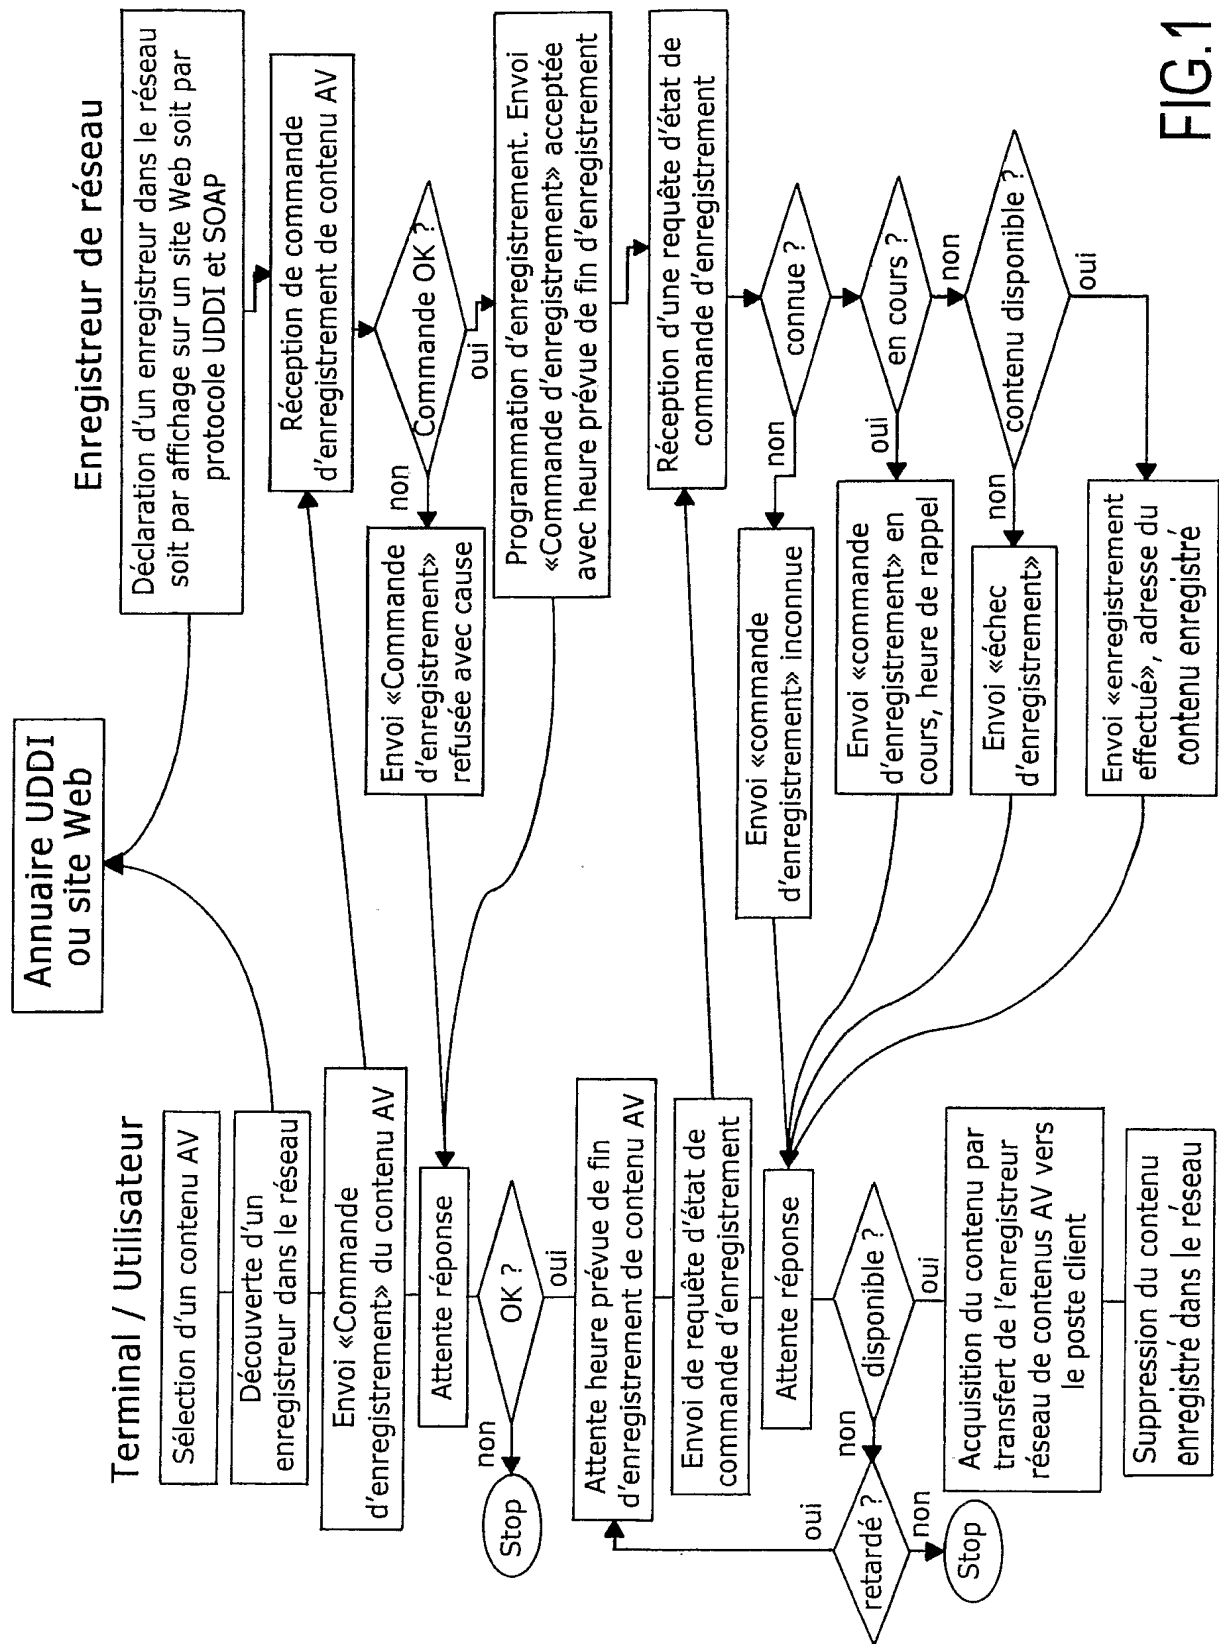 Annuaire UDDI
ou site Web
Terminal / Utilisateur
Sélection d'un contenu AV
Découverte d'un
enregistreur dans le réseau
Envoi «Commande
d'enregistrement» du contenu AV
Attente réponse
OK ?
non
Stop
oui
Attente heure prévue de fin
d'enregistrement de contenu AV
Envoi de requête d'état de
commande d'enregistrement
Attente réponse
disponible ?
non
retardé ?
oui
non
Stop
oui
Acquisition du contenu par
transfert de l'enregistreur
réseau de contenus AV vers
le poste client
Suppression du contenu
enregistré dans le réseau
Enregistreur de réseau
Déclaration d'un enregistreur dans le réseau
soit par affichage sur un site Web soit par
protocole UDDI et SOAP
Réception de commande
d'enregistrement de contenu AV
Commande OK ?
non
Envoi «Commande
d'enregistrement»
refusée avec cause
oui
Programmation d'enregistrement. Envoi
«Commande d'enregistrement» acceptée
avec heure prévue de fin d'enregistrement
Réception d'une requête d'état de
commande d'enregistrement
connue ?
non
Envoi «commande
d'enregistrement» inconnue
en cours ?
oui
Envoi «commande
d'enregistrement» en
cours, heure de rappel
non
contenu disponible ?
non
Envoi «échec
d'enregistrement»
oui
Envoi «enregistrement
effectué», adresse du
contenu enregistré
FIG.1